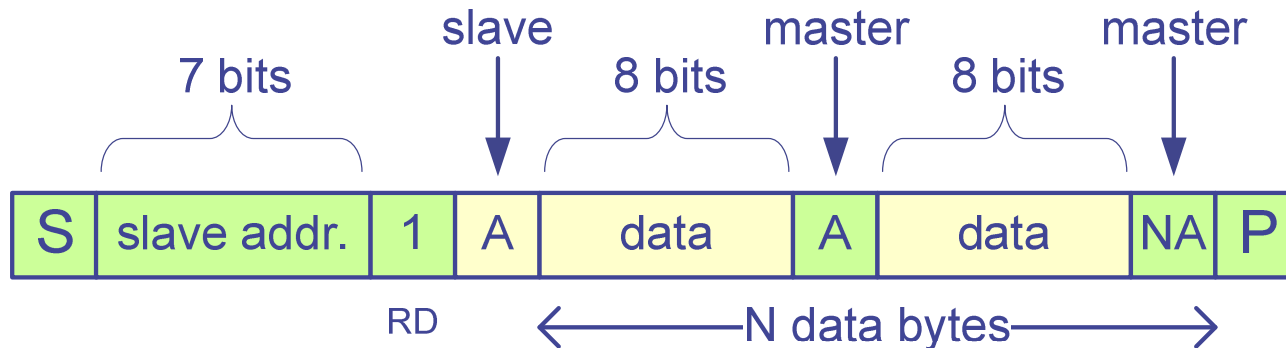 slave master master
7 bits 8 bits 8 bits
S slave addr. 1 A data A data NA P
RD N data bytes